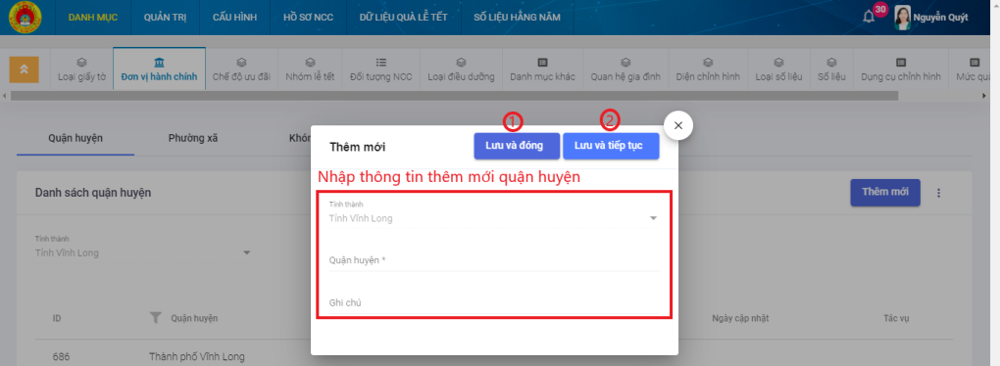 DANH MỤC QUẢN TRỊ CẤU HÌNH HỒ SƠ NCC DỮ LIỆU QUÀ LỄ TẾT SỐ LIỆU HẰNG NĂM 30 Nguyễn Quýt
Loại giấy tờ Đơn vị hành chính Chế độ ưu đãi Nhóm lễ tết Đối tượng NCC Loại điều dưỡng Danh mục khác Quan hệ gia đình Diện chỉnh hình Loại số liệu Số liệu Dụng cụ chỉnh hình Mức qu
1 2
Quận huyện Phường xã Khón
Thêm mới Lưu và đóng Lưu và tiếp tục
Nhập thông tin thêm mới quận huyện
Danh sách quận huyện Thêm mới
Tỉnh thành
Tỉnh Vĩnh Long
Tỉnh thành
Tỉnh Vĩnh Long
Quận huyện *
Ghi chú
ID Quận huyện Ngày cập nhật Tác vụ
686 Thành phố Vĩnh Long